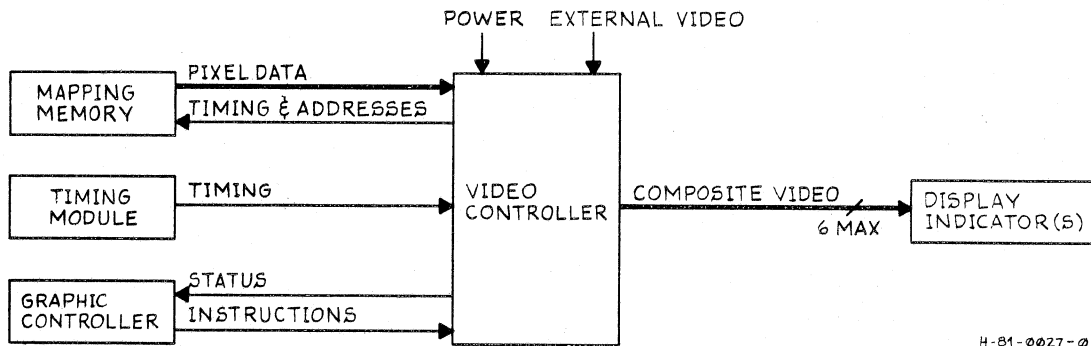 POWER EXTERNAL VIDEO
PIXEL DATA
MAPPING
MEMORY
TIMING & ADDRESSES
TIMING
MODULE
TIMING
VIDEO
CONTROLLER
COMPOSITE VIDEO
6 MAX
DISPLAY
INDICATOR(S)
STATUS
GRAPHIC
CONTROLLER
INSTRUCTIONS
H-81-0027-0